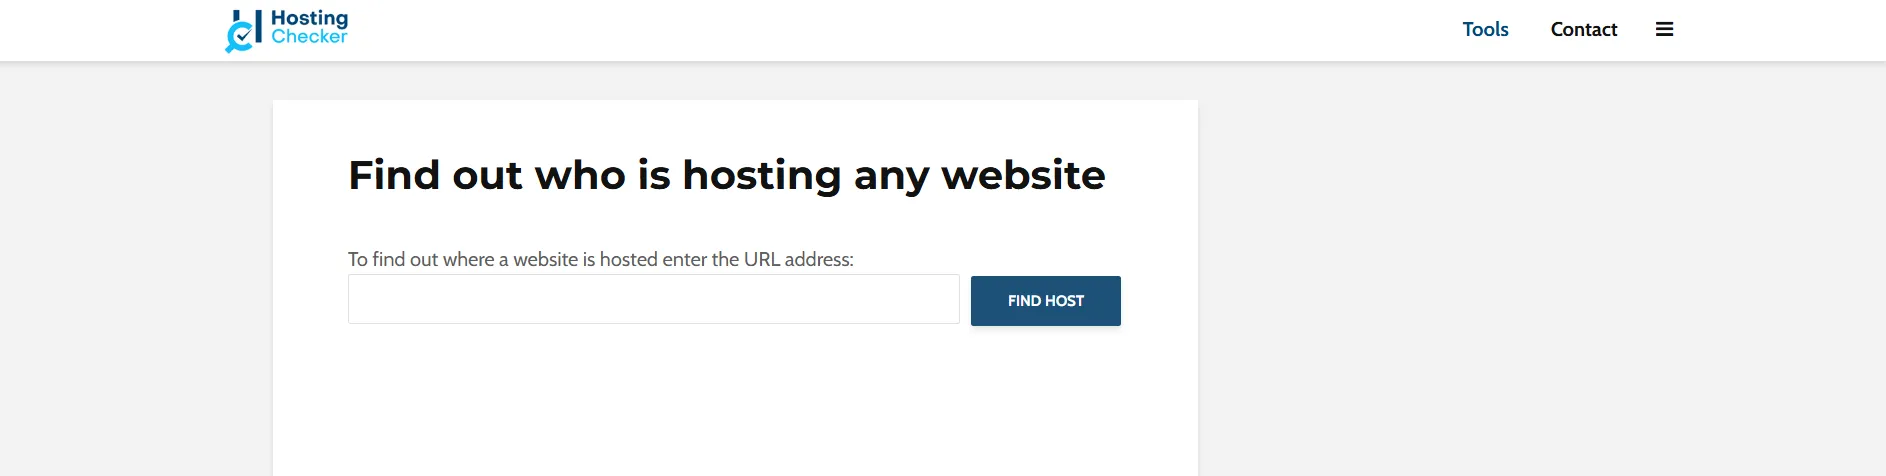 Hosting
Checker
Tools
Contact
Find out who is hosting any website
To find out where a website is hosted enter the URL address:
FIND HOST